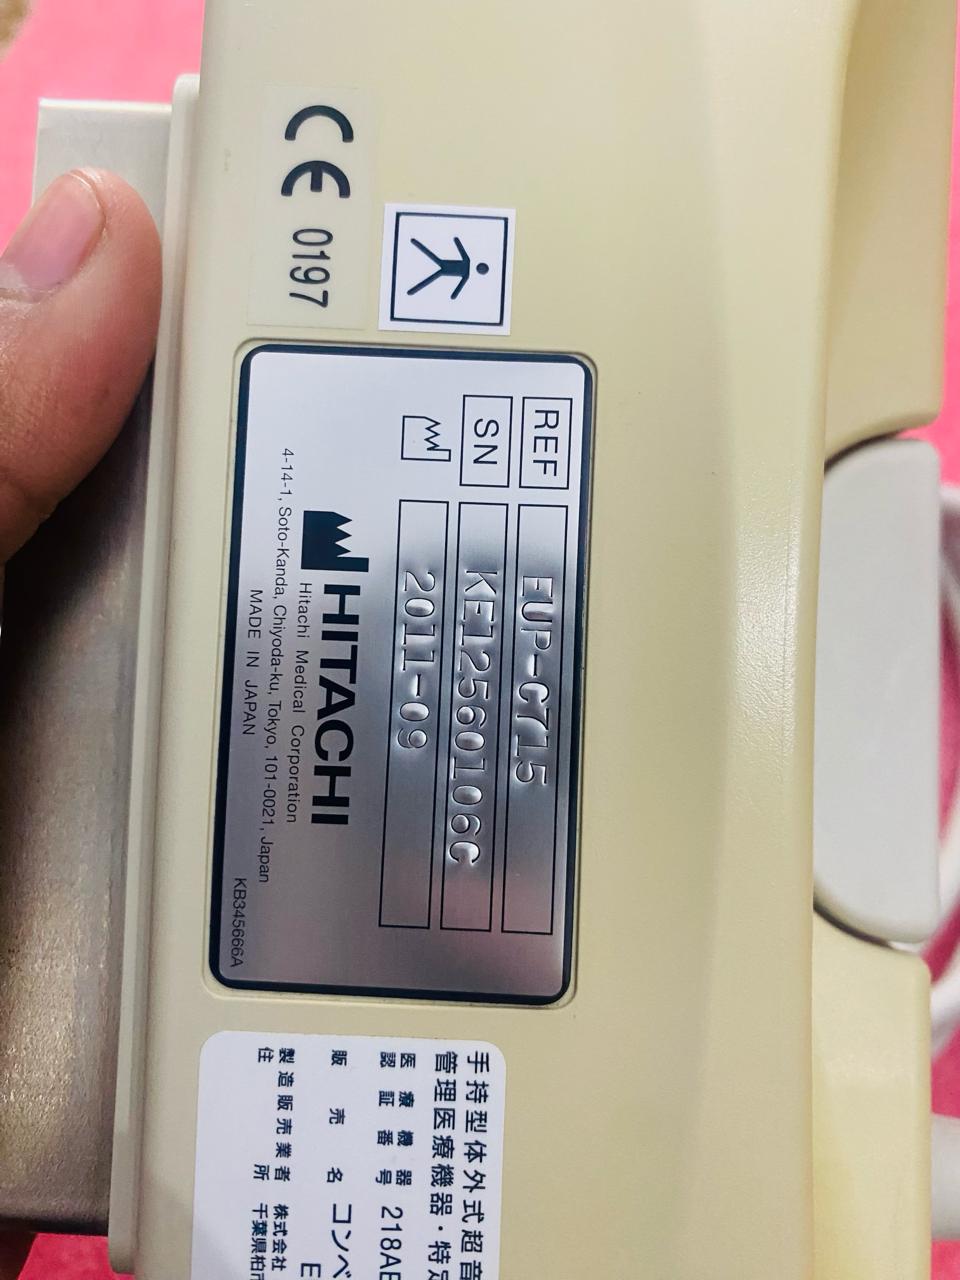 CE 0197
REF EUP-C715
SN KE12560106C
2011-09
HITACHI
Hitachi Medical Corporation
4-14-1, Soto-Kanda, Chiyoda-ku, Tokyo, 101-0021, Japan
MADE IN JAPAN
KB345666A
手持型体外式超音
管理医療機器・特定
医療機器
認証番号 218AB
販売名 コンベ
E
製造販売業者 株式会社
住所 千葉県柏市